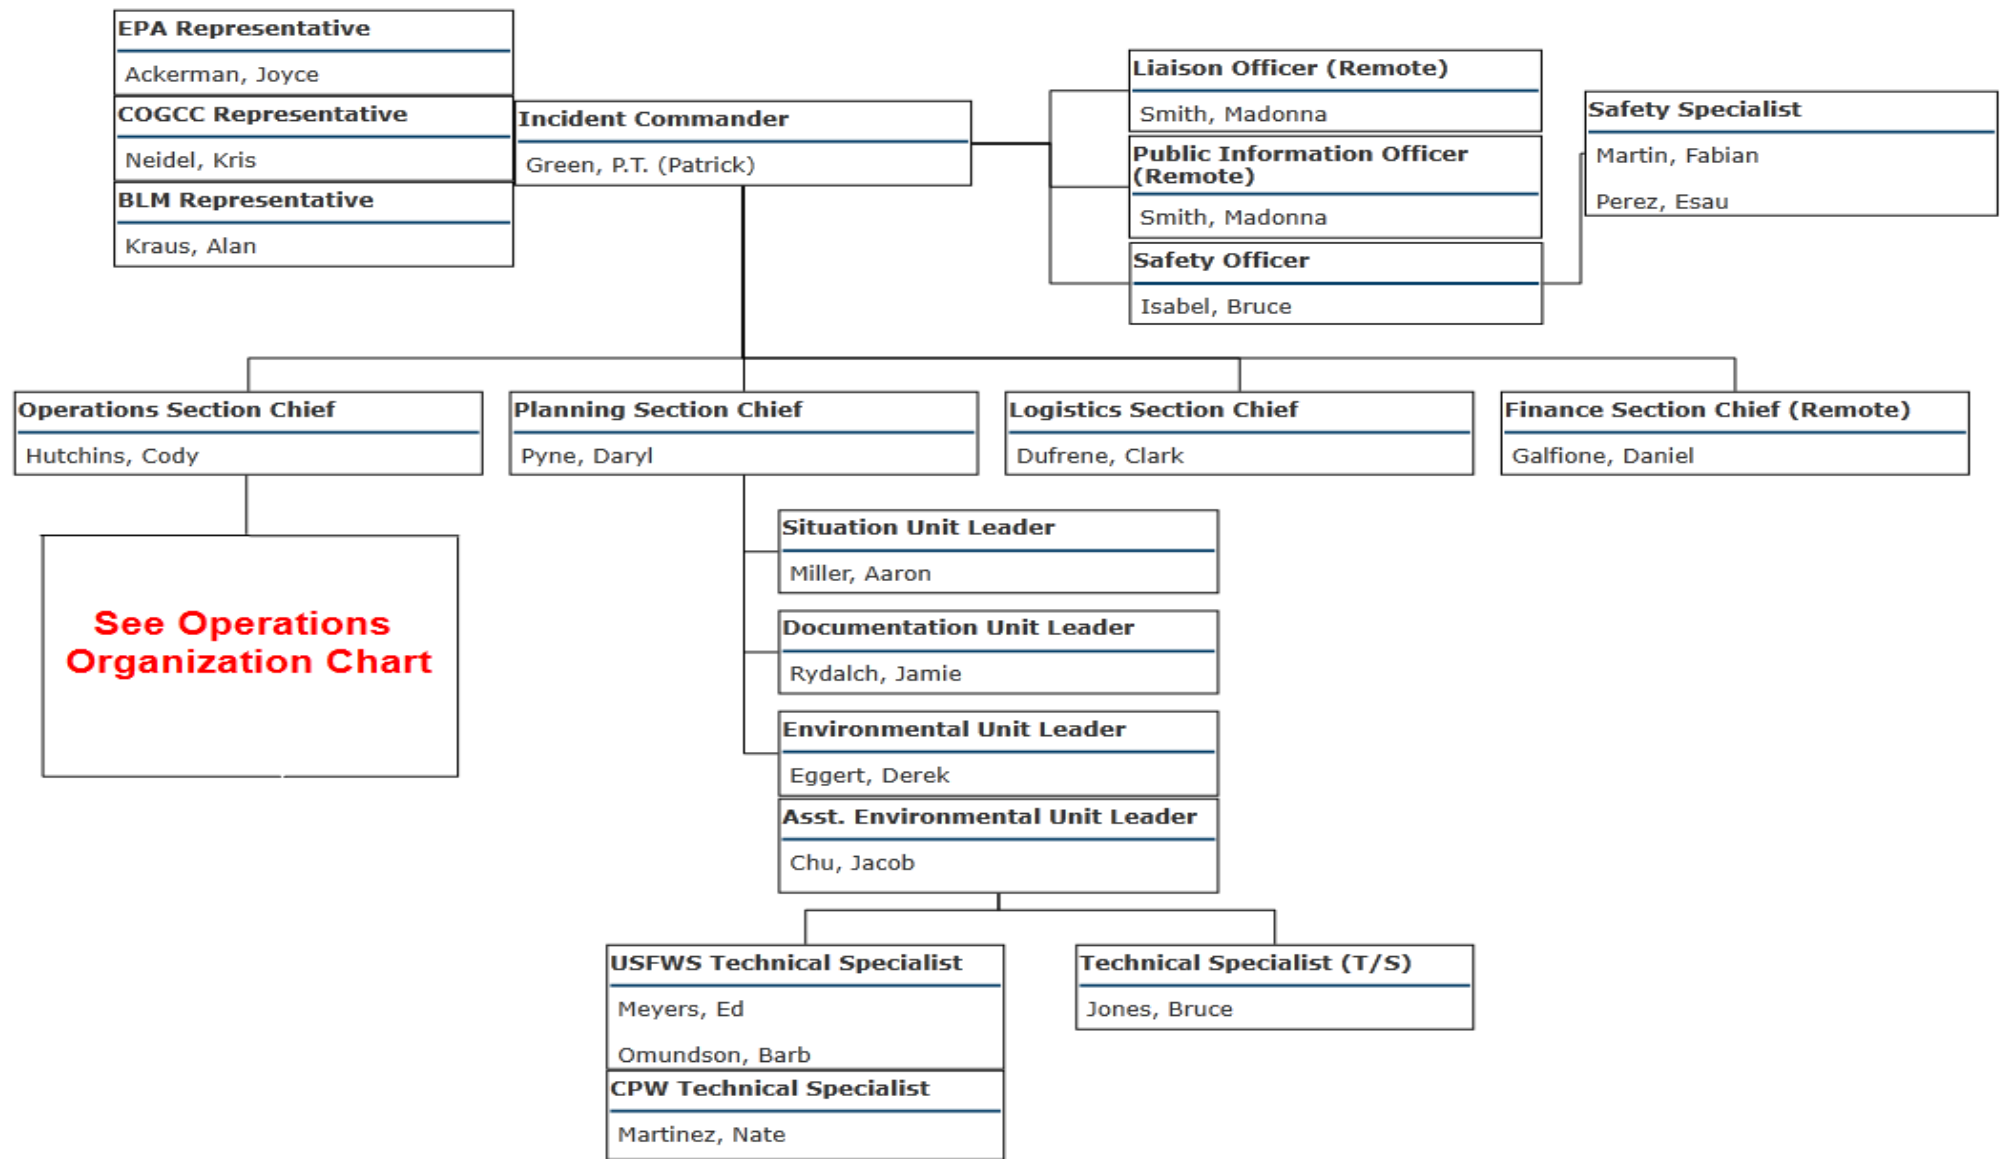 EPA Representative
Ackerman, Joyce
COGCC Representative
Neidel, Kris
BLM Representative
Kraus, Alan
Incident Commander
Green, P.T. (Patrick)
Liaison Officer (Remote)
Smith, Madonna
Public Information Officer
(Remote)
Smith, Madonna
Safety Officer
Isabel, Bruce
Safety Specialist
Martin, Fabian
Perez, Esau
Operations Section Chief
Hutchins, Cody
See Operations
Organization Chart
Planning Section Chief
Pyne, Daryl
Logistics Section Chief
Dufrene, Clark
Finance Section Chief (Remote)
Galfione, Daniel
Situation Unit Leader
Miller, Aaron
Documentation Unit Leader
Rydalch, Jamie
Environmental Unit Leader
Eggert, Derek
Asst. Environmental Unit Leader
Chu, Jacob
USFWS Technical Specialist
Meyers, Ed
Omundson, Barb
CPW Technical Specialist
Martinez, Nate
Technical Specialist (T/S)
Jones, Bruce